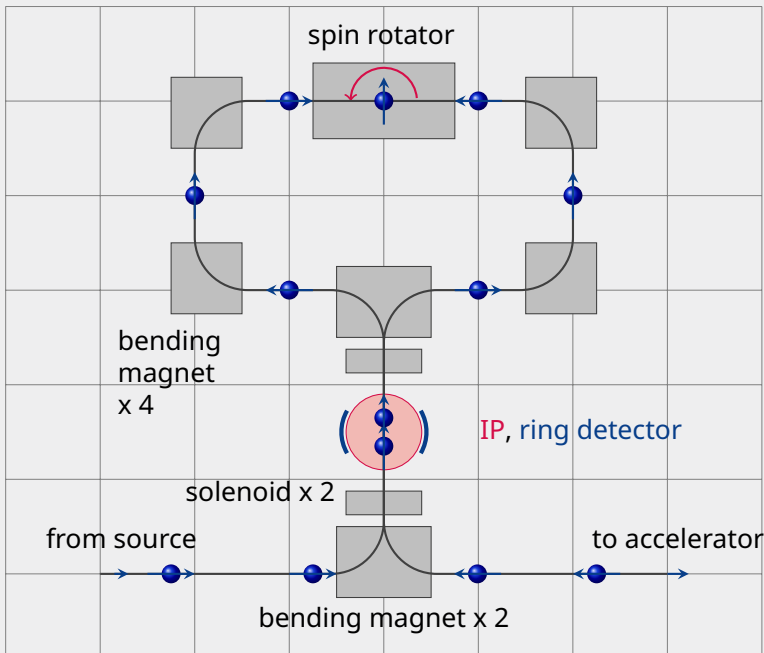 spin rotator
bending
magnet
x 4
IP, ring detector
solenoid x 2
from source
to accelerator
bending magnet x 2